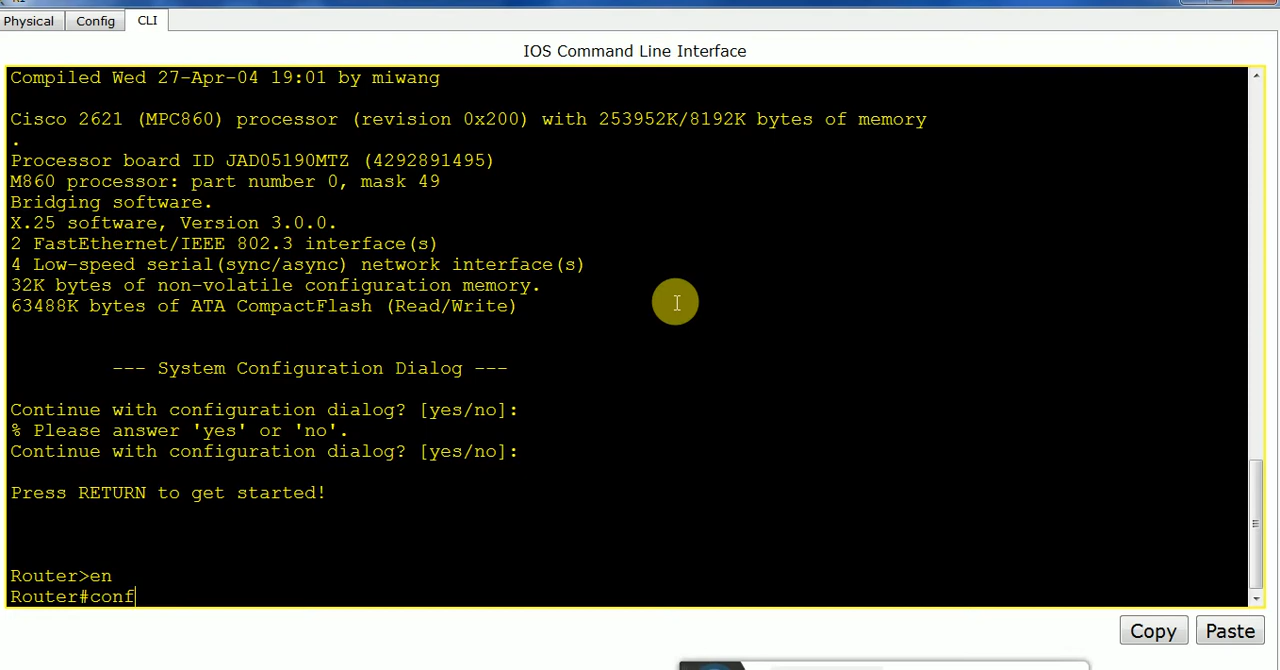 Physical Config CLI
IOS Command Line Interface
Compiled Wed 27-Apr-04 19:01 by miwang
Cisco 2621 (MPC860) processor (revision 0x200) with 253952K/8192K bytes of memory
.
Processor board ID JAD05190MTZ (4292891495)
M860 processor: part number 0, mask 49
Bridging software.
X.25 software, Version 3.0.0.
2 FastEthernet/IEEE 802.3 interface(s)
4 Low-speed serial(sync/async) network interface(s)
32K bytes of non-volatile configuration memory.
63488K bytes of ATA CompactFlash (Read/Write)
--- System Configuration Dialog ---
Continue with configuration dialog? [yes/no]:
% Please answer 'yes' or 'no'.
Continue with configuration dialog? [yes/no]:
Press RETURN to get started!
Router>en
Router#conf
Copy Paste